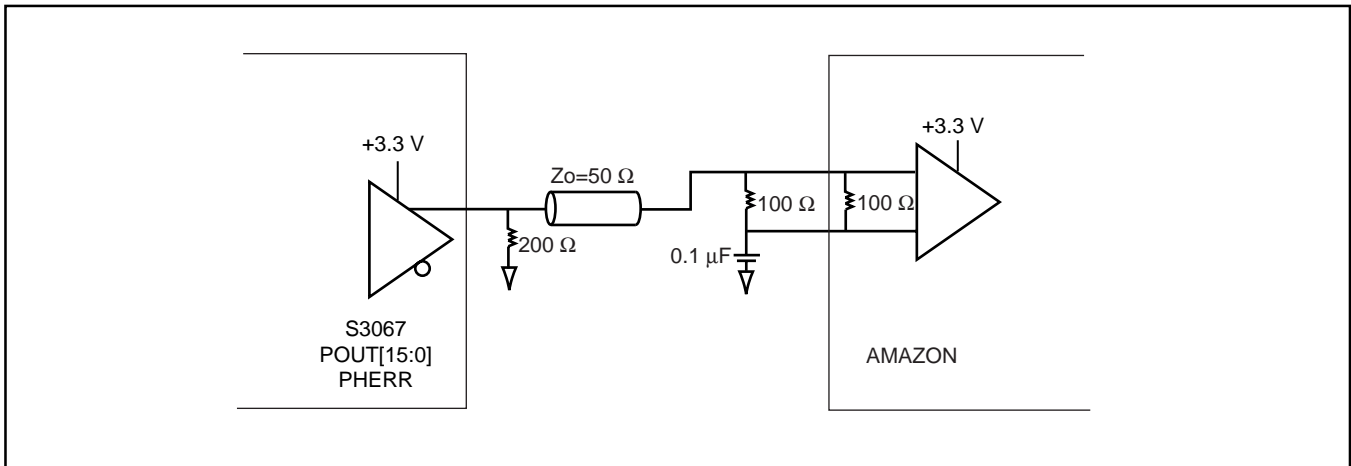 +3.3 V
+3.3 V
Zo=50 Ω
100 Ω
100 Ω
200 Ω
0.1 μF
S3067
POUT[15:0]
PHERR
AMAZON